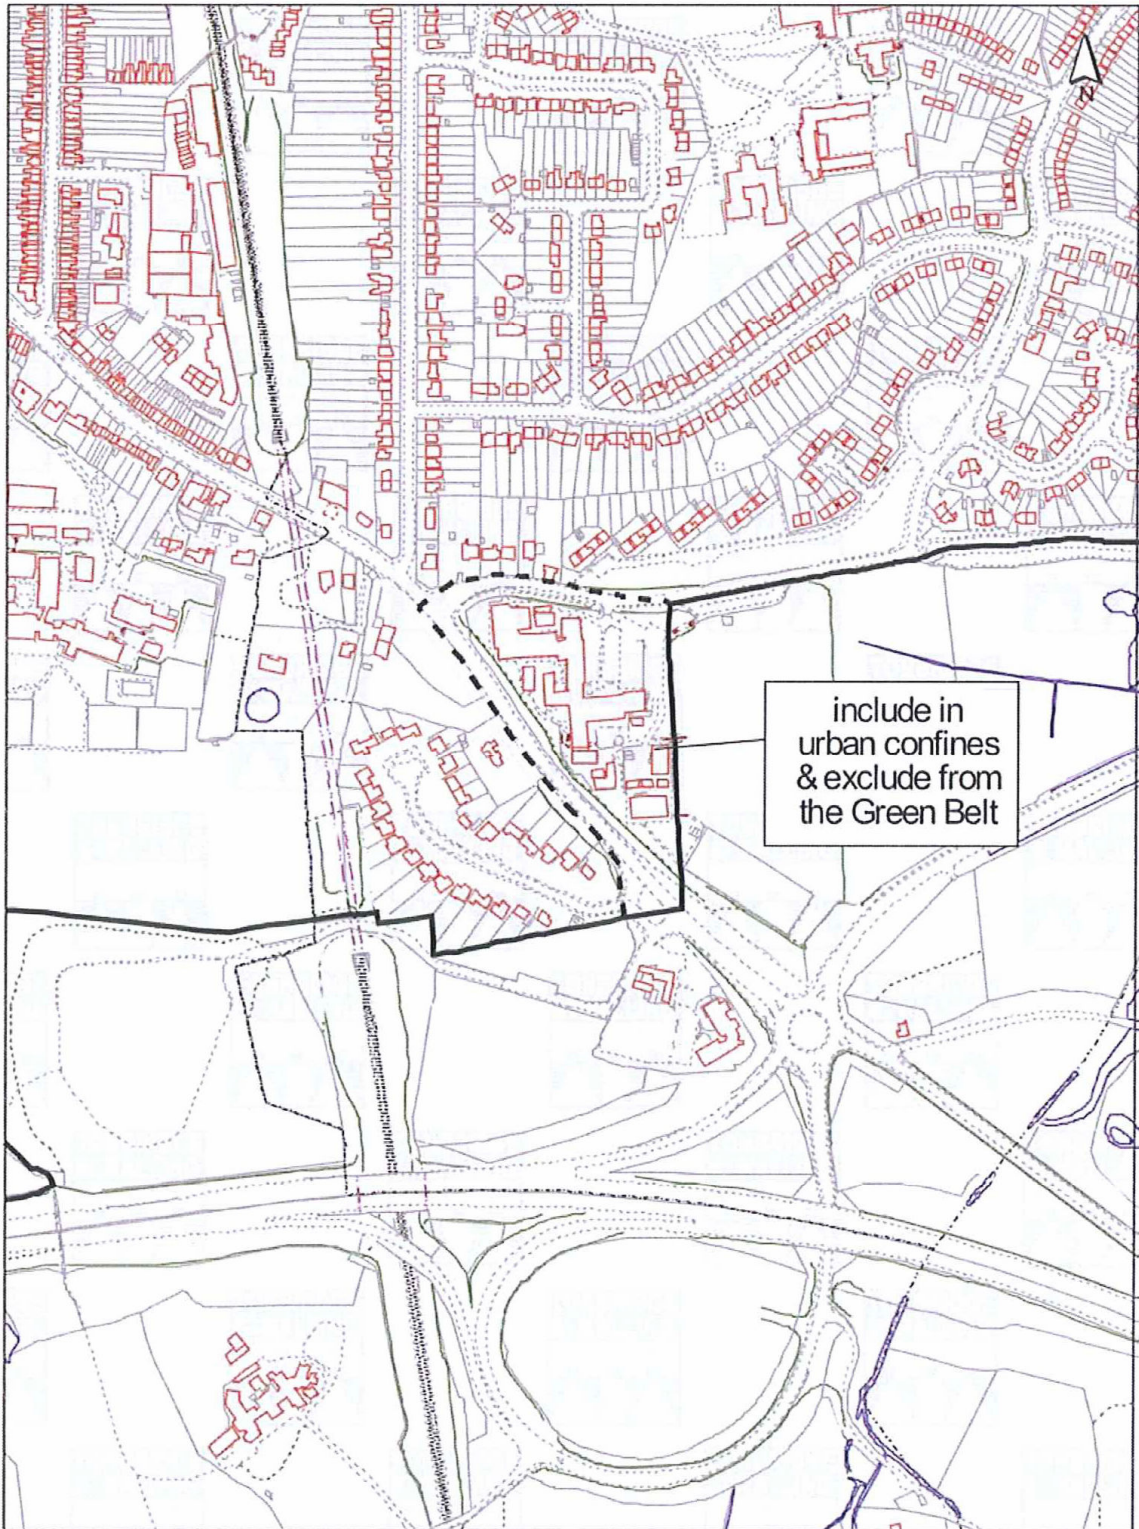 N
include in
urban confines
& exclude from
the Green Belt